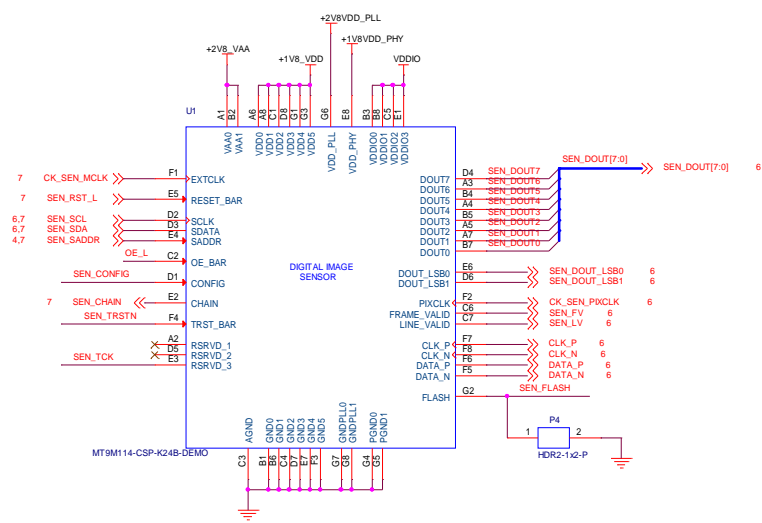 +2V8VDD_PLL
+1V8VDD_PHY
+2V8_VAA
+1V8_VDD
VDDIO
A1 B2 A6 A8 C1 D8 G1 G3 G6 E8 B3 B8 C5 E1
U1
VAA0 VAA1 VDD0 VDD1 VDD2 VDD3 VDD4 VDD5 VDD_PLL VDD_PHY VDDIO0 VDDIO1 VDDIO2 VDDIO3
SEN_DOUT[7:0]
SEN_DOUT[7:0] 6
7 CK_SEN_MCLK F1 EXTCLK
7 SEN_RST_L E5 RESET_BAR
6,7 SEN_SCL D2 SCLK
6,7 SEN_SDA D3 SDATA
4,7 SEN_SADDR E4 SADDR
OE_L C2 OE_BAR
SEN_CONFIG D1 CONFIG
7 SEN_CHAIN E2 CHAIN
SEN_TRSTN F4 TRST_BAR
A2 RSRVD_1
D5 RSRVD_2
SEN_TCK E3 RSRVD_3
DIGITAL IMAGE
SENSOR
DOUT7 D4 SEN_DOUT7
DOUT6 A3 SEN_DOUT6
DOUT5 B4 SEN_DOUT5
DOUT4 A4 SEN_DOUT4
DOUT3 B5 SEN_DOUT3
DOUT2 A5 SEN_DOUT2
DOUT1 A7 SEN_DOUT1
DOUT0 B7 SEN_DOUT0
DOUT_LSB0 E6 SEN_DOUT_LSB0 6
DOUT_LSB1 D6 SEN_DOUT_LSB1 6
PIXCLK F2 CK_SEN_PIXCLK 6
FRAME_VALID C6 SEN_FV 6
LINE_VALID C7 SEN_LV 6
CLK_P F7 CLK_P 6
CLK_N F8 CLK_N 6
DATA_P F6 DATA_P 6
DATA_N F5 DATA_N 6
FLASH G2 SEN_FLASH
P4
1 2
HDR2-1x2-P
AGND GND0 GND1 GND2 GND3 GND4 GND5 GNDPLL0 GNDPLL1 PGND0 PGND1
MT9M114-CSP-K24B-DEMO
C3 B1 B6 C4 D7 E7 F3 G7 G8 G4 G5